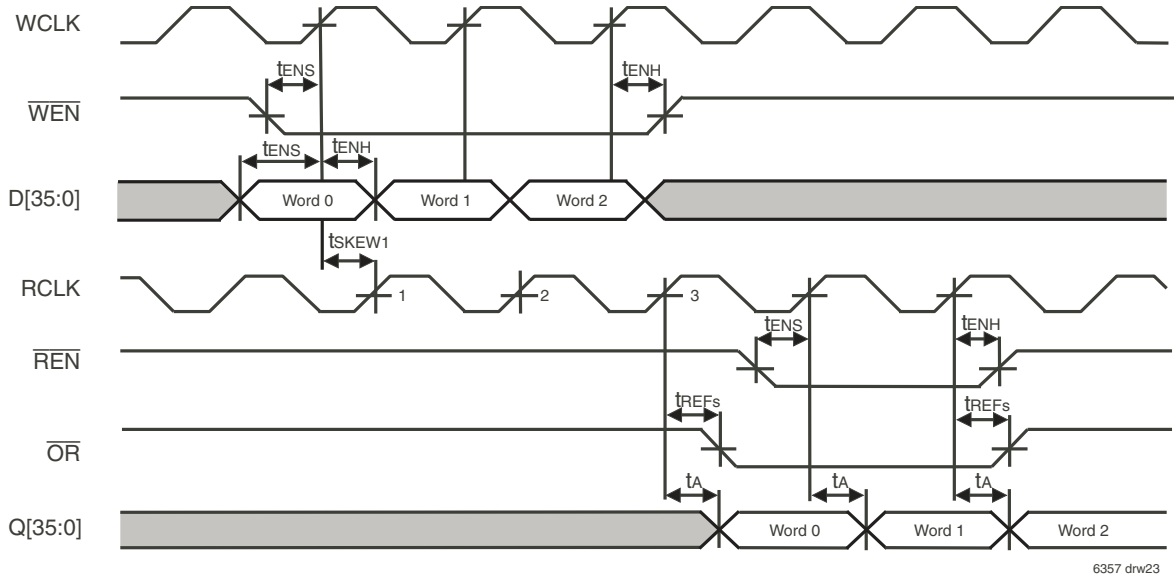 WCLK
tENS
tENH
WEN
tENS
tENH
D[35:0]
Word 0
Word 1
Word 2
tSKEW1
RCLK
1
2
3
tENS
tENH
REN
tREFs
tREFs
OR
tA
tA
tA
Q[35:0]
Word 0
Word 1
Word 2
6357 drw23